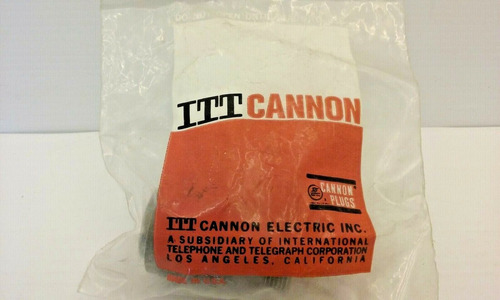 ITT CANNON
CANNON
PLUGS
ITT CANNON ELECTRIC INC.
A SUBSIDIARY OF INTERNATIONAL
TELEPHONE AND TELEGRAPH CORPORATION
LOS ANGELES, CALIFORNIA